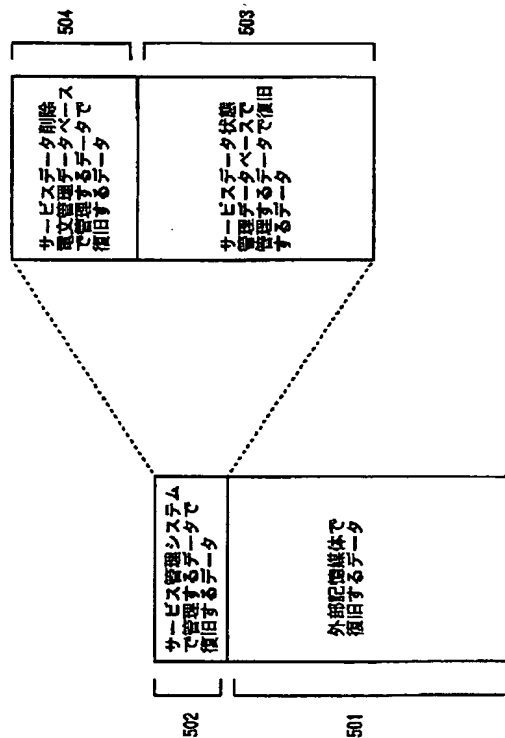 502
サービス管理システム
で管理するデータで
復旧するデータ
501
外部記憶媒体で
復旧するデータ
サービスデータ削除
電文管理データベース
で管理するデータで
復旧するデータ
504
サービスデータ状態
管理データベースで
管理するデータで復旧
するデータ
503